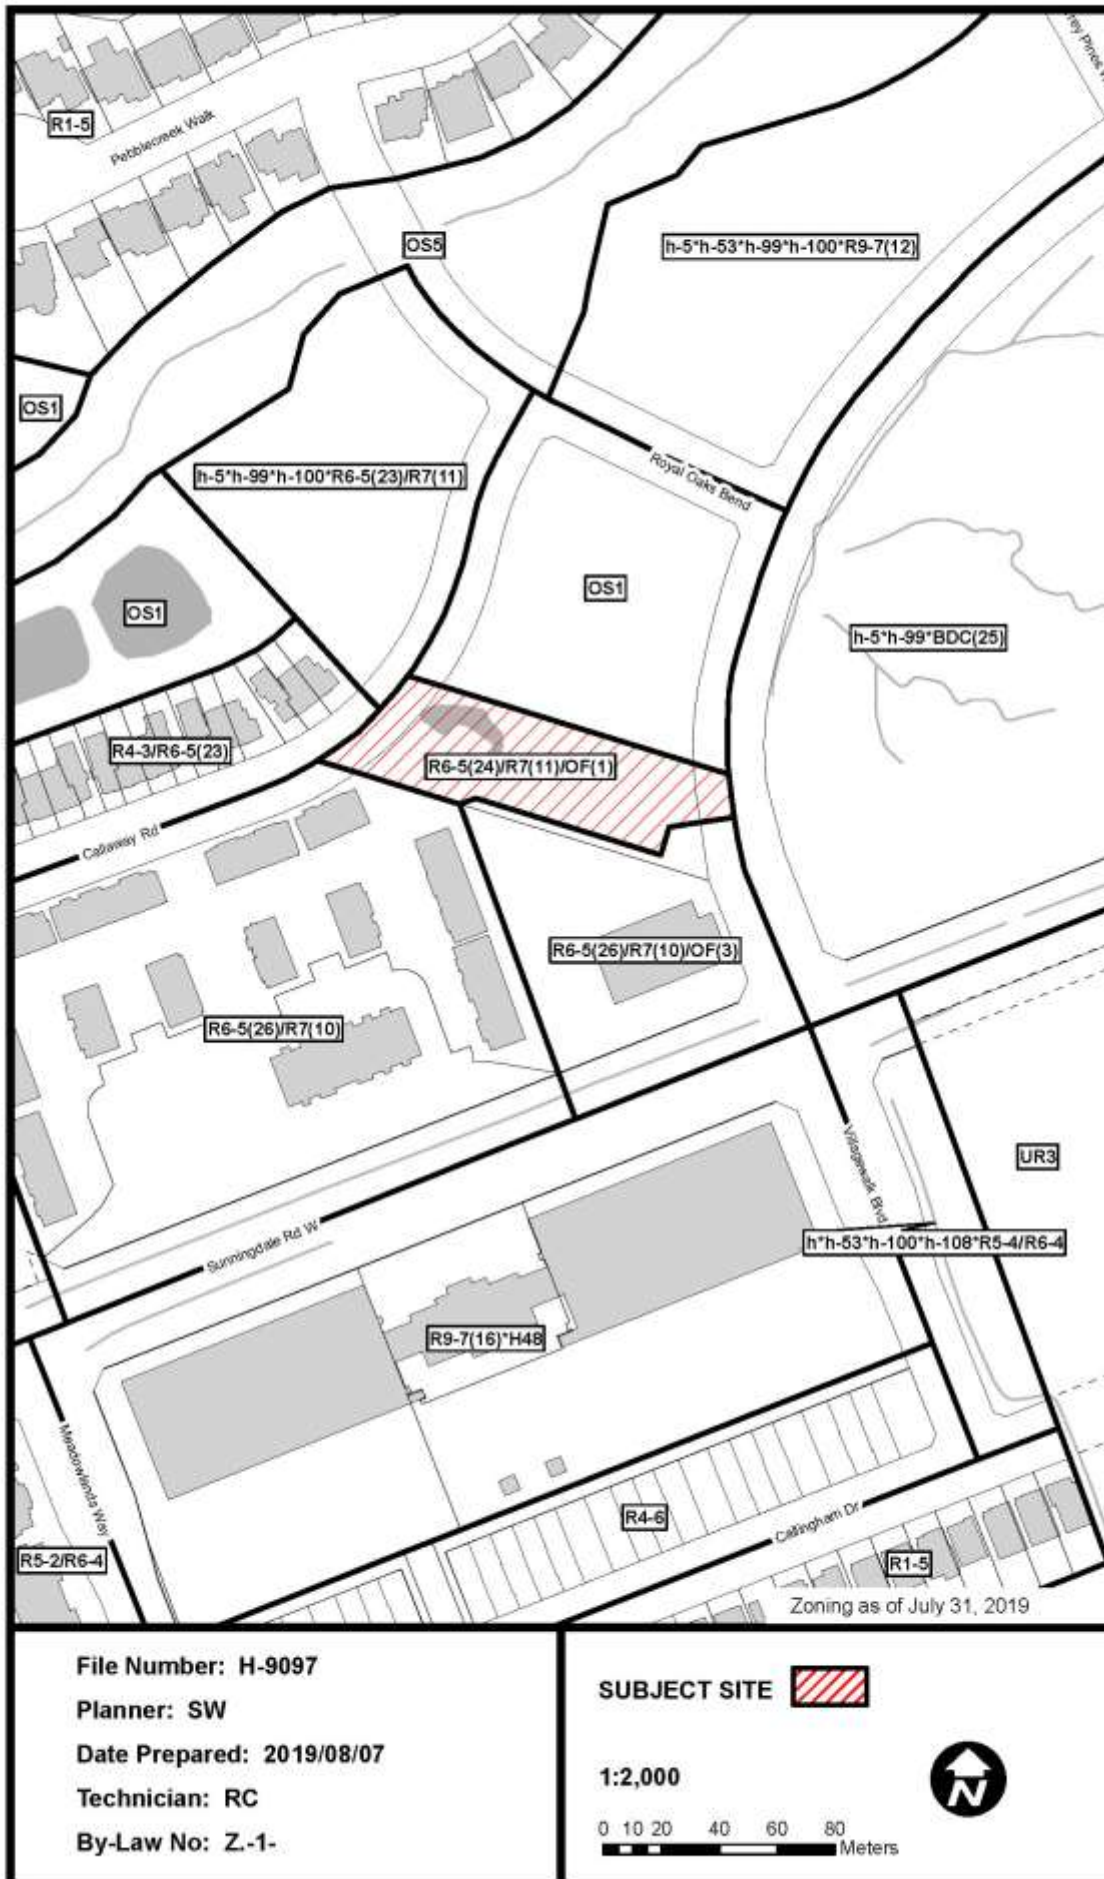 rey Pines
R1-5
Pebblecreek Walk
OS5
h-5*h-53*h-99*h-100*R9-7(12)
OS1
h-5*h-99*h-100*R6-5(23)/R7(11)
Royal Oaks Bend
OS1
OS1
h-5*h-99*BDC(25)
R4-3/R6-5(23)
R6-5(24)/R7(11)/OF(1)
Callaway Rd
R6-5(26)/R7(10)/OF(3)
R6-5(26)/R7(10)
Villagewalk Blvd
UR3
Sunningdale Rd W
h*h-53*h-100*h-108*R5-4/R6-4
R9-7(16)*H48
Meadowlands Way
R4-6
Callingham Dr
R5-2/R6-4
R1-5
Zoning as of July 31, 2019
File Number: H-9097
Planner: SW
Date Prepared: 2019/08/07
Technician: RC
By-Law No: Z.-1-
SUBJECT SITE
1:2,000
0 10 20 40 60 80
Meters
N